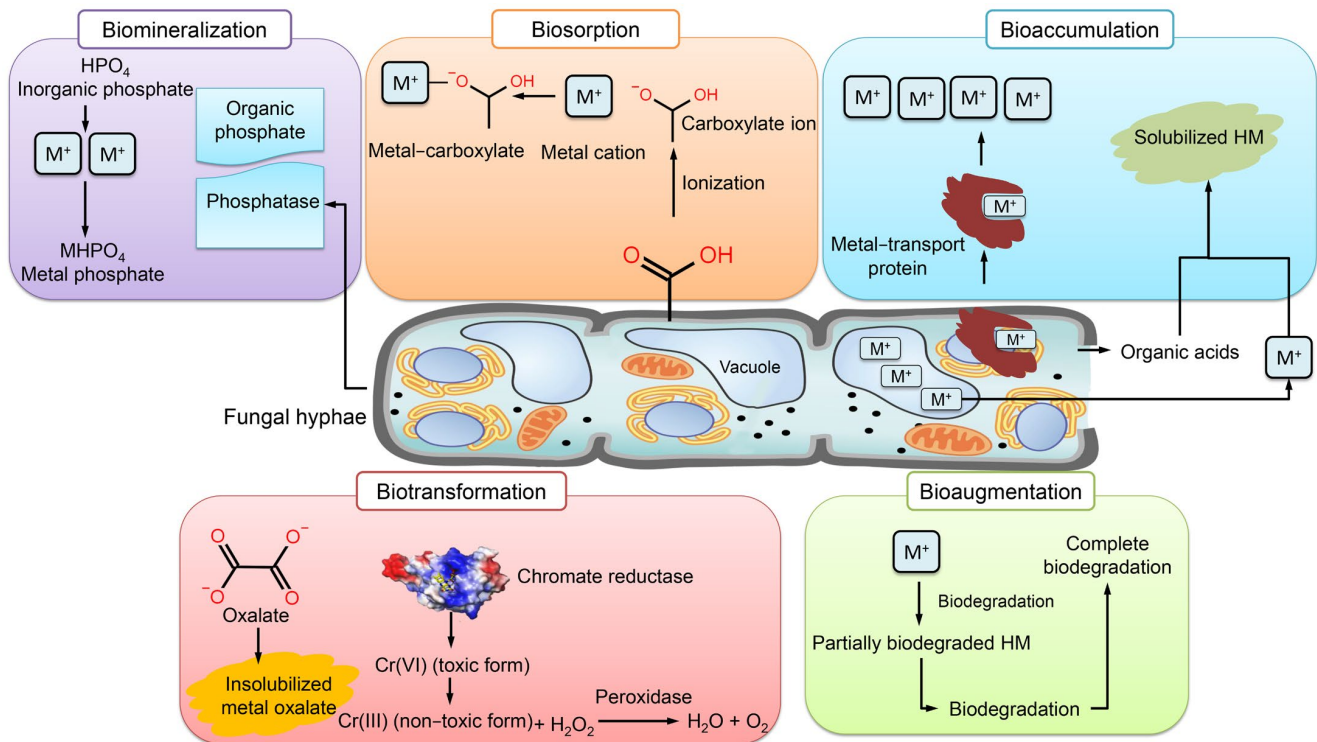 Biomineralization
HPO₄
Inorganic phosphate
M⁺ M⁺
MHPO₄
Metal phosphate
Organic
phosphate
Phosphatase
Biosorption
M⁺
⁻O
OH
Metal–carboxylate
M⁺
Metal cation
⁻O
OH
Carboxylate ion
Ionization
O
OH
Bioaccumulation
M⁺ M⁺ M⁺ M⁺
M⁺
Metal–transport
protein
Solubilized HM
Organic acids
M⁺
Fungal hyphae
Vacuole
M⁺
M⁺
M⁺
M⁺
Biotransformation
O
O⁻
⁻O
O
Oxalate
Insolubilized
metal oxalate
Chromate reductase
Cr(VI) (toxic form)
Cr(III) (non–toxic form) + H₂O₂
Peroxidase
H₂O + O₂
Bioaugmentation
M⁺
Biodegradation
Partially biodegraded HM
Biodegradation
Complete
biodegradation